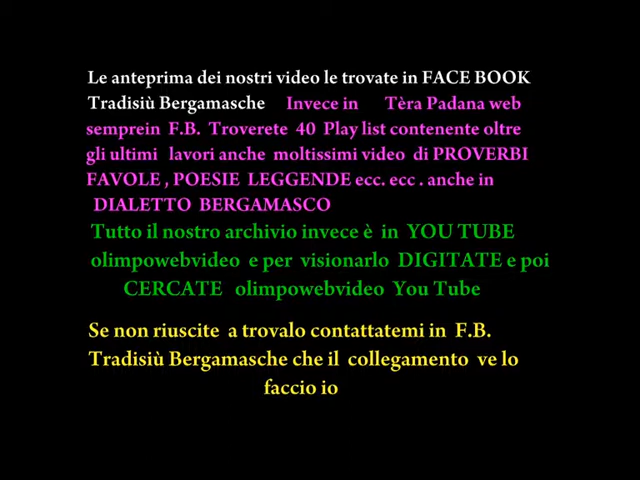 Le anteprima dei nostri video le trovate in FACE BOOK
Tradisiù Bergamasche Invece in Tèra Padana web
semprein F.B. Troverete 40 Play list contenente oltre
gli ultimi lavori anche moltissimi video di PROVERBI
FAVOLE , POESIE LEGGENDE ecc. ecc . anche in
DIALETTO BERGAMASCO
Tutto il nostro archivio invece è in YOU TUBE
olimpowebvideo e per visionarlo DIGITATE e poi
CERCATE olimpowebvideo You Tube
Se non riuscite a trovalo contattatemi in F.B.
Tradisiù Bergamasche che il collegamento ve lo
faccio io